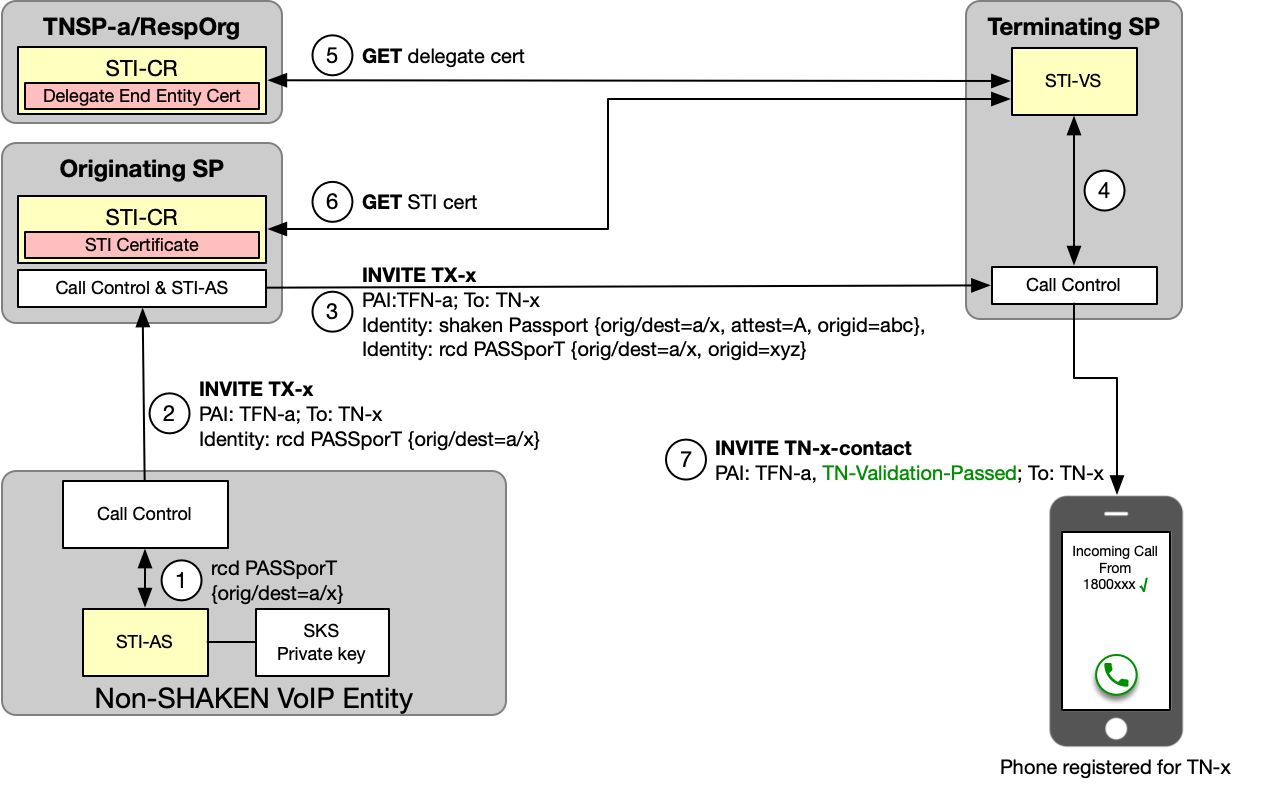 TNSP-a/RespOrg
STI-CR
Delegate End Entity Cert
5
GET delegate cert
Terminating SP
STI-VS
Originating SP
STI-CR
STI Certificate
Call Control & STI-AS
6
GET STI cert
4
Call Control
3
INVITE TX-x
PAI:TFN-a; To: TN-x
Identity: shaken Passport {orig/dest=a/x, attest=A, origid=abc},
Identity: rcd PASSporT {orig/dest=a/x, origid=xyz}
2
INVITE TX-x
PAI: TFN-a; To: TN-x
Identity: rcd PASSporT {orig/dest=a/x}
7
INVITE TN-x-contact
PAI: TFN-a, TN-Validation-Passed; To: TN-x
Call Control
1
rcd PASSporT
{orig/dest=a/x}
STI-AS
SKS
Private key
Non-SHAKEN VoIP Entity
Incoming Call
From
1800xxx √
Phone registered for TN-x